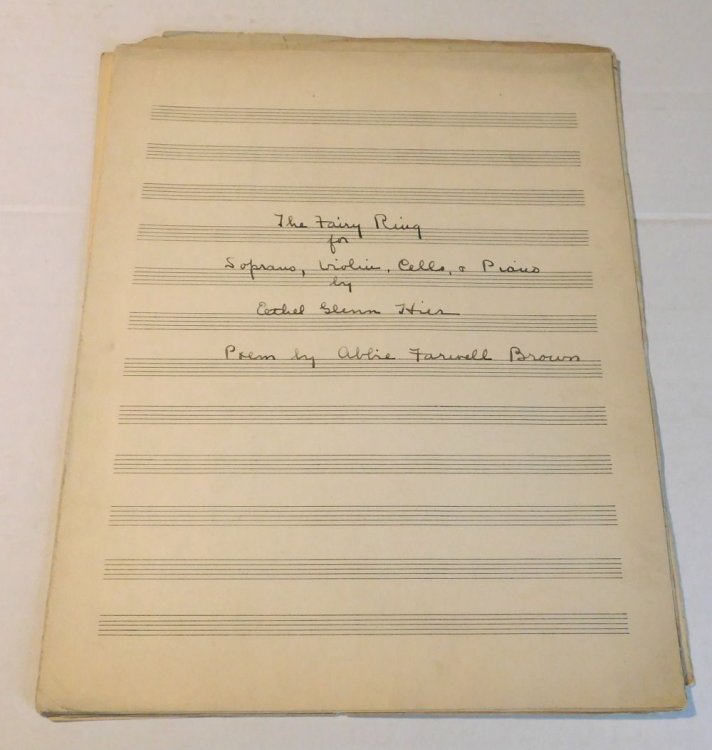 The Fairy Ring
for
Soprano, Violin, Cello, & Piano
by
Ethel Glenn Hier
Poem by Abbie Farwell Brown